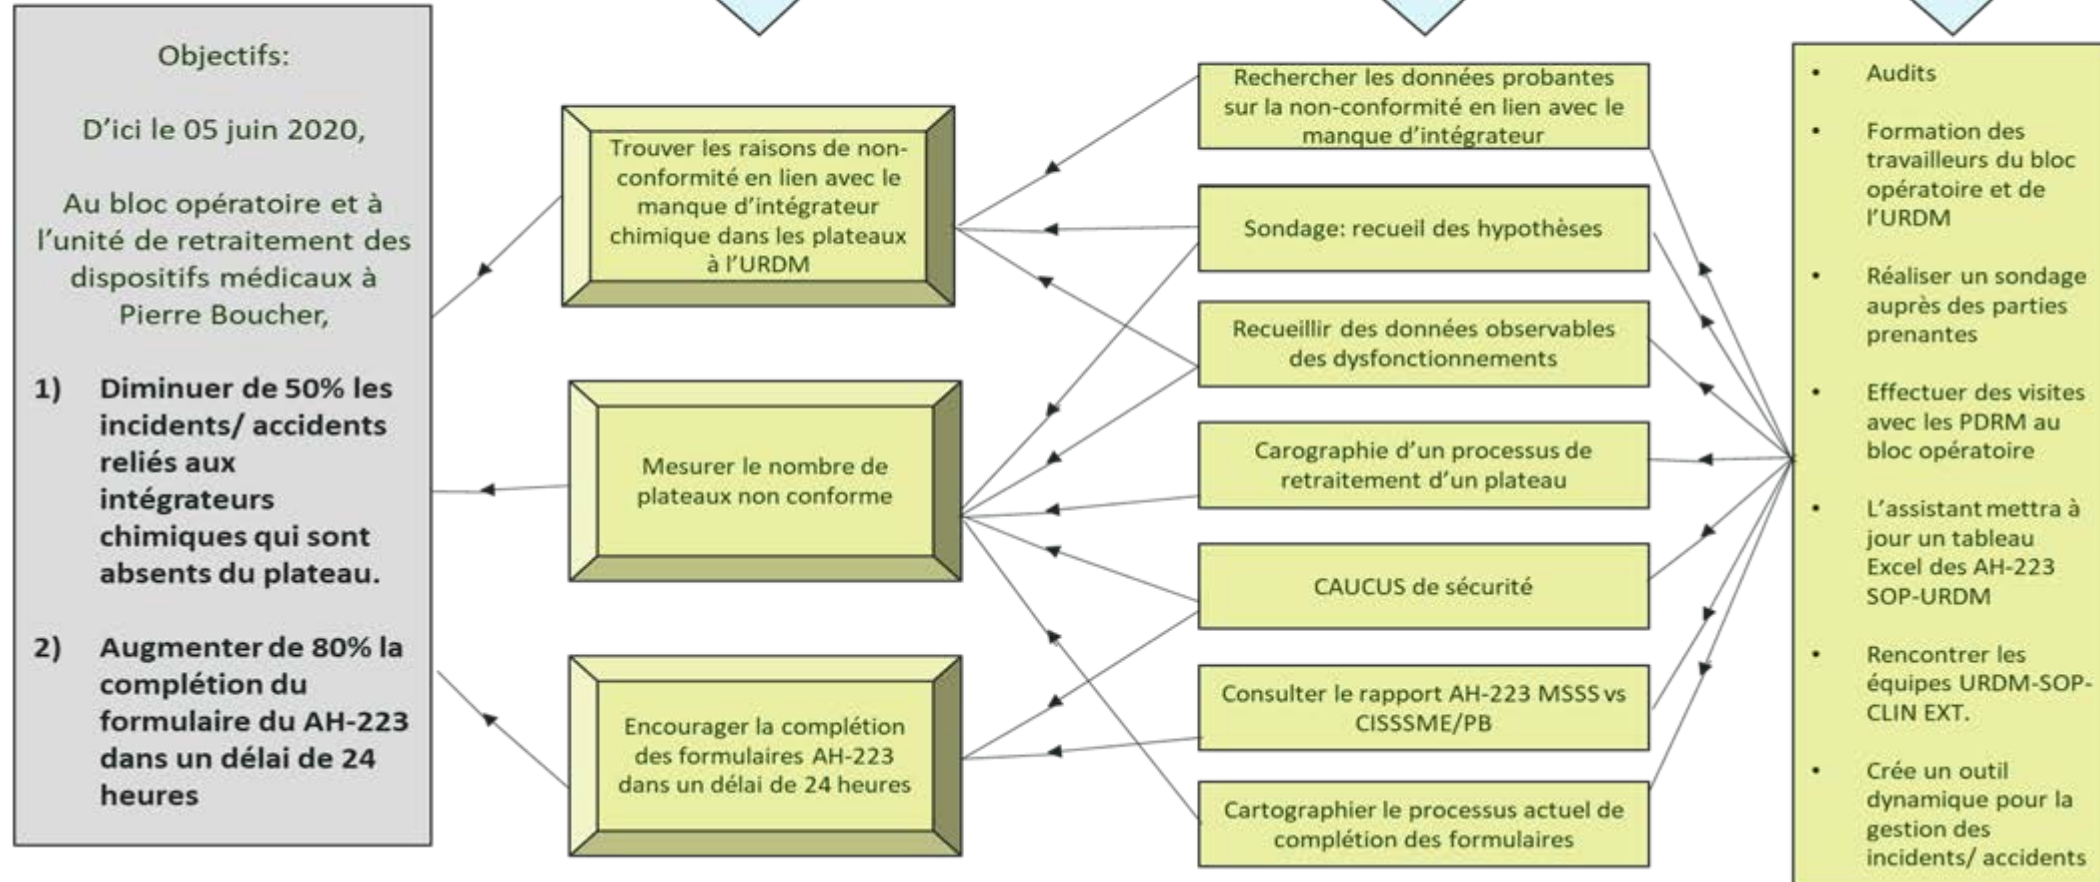 Objectifs:
D'ici le 05 juin 2020,
Au bloc opératoire et à
l'unité de retraitement des
dispositifs médicaux à
Pierre Boucher,
1) Diminuer de 50% les
incidents/ accidents
reliés aux
intégrateurs
chimiques qui sont
absents du plateau.
2) Augmenter de 80% la
complétion du
formulaire du AH-223
dans un délai de 24
heures
Trouver les raisons de non-
conformité en lien avec le
manque d'intégrateur
chimique dans les plateaux
à l'URDM
Mesurer le nombre de
plateaux non conforme
Encourager la complétion
des formulaires AH-223
dans un délai de 24 heures
Rechercher les données probantes
sur la non-conformité en lien avec le
manque d'intégrateur
Sondage: recueil des hypothèses
Recueillir des données observables
des dysfonctionnements
Carographie d'un processus de
retraitement d'un plateau
CAUCUS de sécurité
Consulter le rapport AH-223 MSSS vs
CISSSME/PB
Cartographier le processus actuel de
complétion des formulaires
• Audits
• Formation des
travailleurs du bloc
opératoire et de
l'URDM
• Réaliser un sondage
auprès des parties
prenantes
• Effectuer des visites
avec les PDRM au
bloc opératoire
• L'assistant mettra à
jour un tableau
Excel des AH-223
SOP-URDM
• Rencontrer les
équipes URDM-SOP-
CLIN EXT.
• Crée un outil
dynamique pour la
gestion des
incidents/ accidents